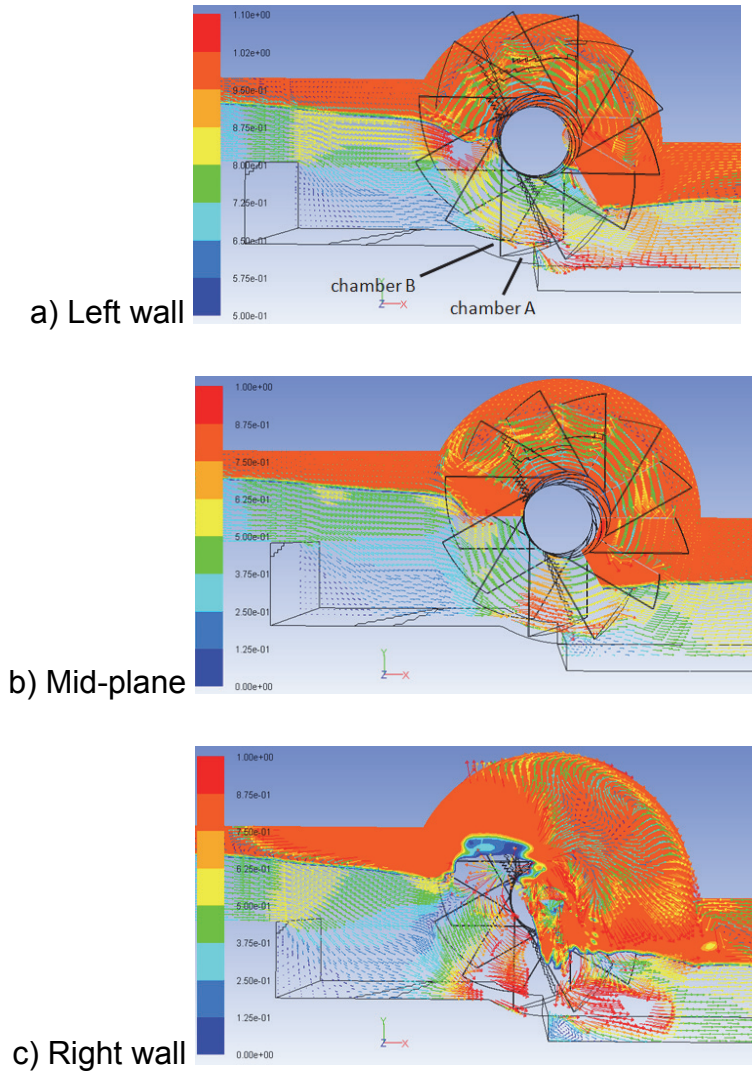 1.10e+00
1.02e+00
9.50e-01
8.75e-01
8.00e-01
7.25e-01
6.50e-01
5.75e-01
5.00e-01
chamber B
chamber A
Y
Z X
a) Left wall
1.00e+00
8.75e-01
7.50e-01
6.25e-01
5.00e-01
3.75e-01
2.50e-01
1.25e-01
0.00e+00
Y
Z X
b) Mid-plane
1.00e+00
8.75e-01
7.50e-01
6.25e-01
5.00e-01
3.75e-01
2.50e-01
1.25e-01
0.00e+00
Y
Z X
c) Right wall